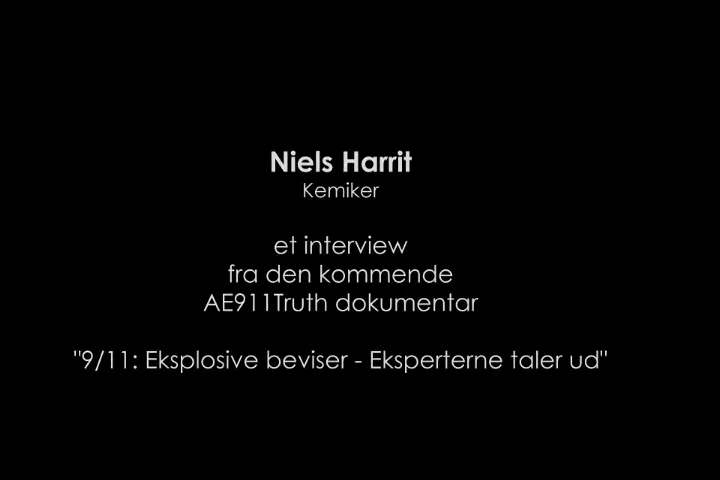 Niels Harrit
Kemiker
et interview
fra den kommende
AE911Truth dokumentar
"9/11: Eksplosive beviser - Eksperterne taler ud"